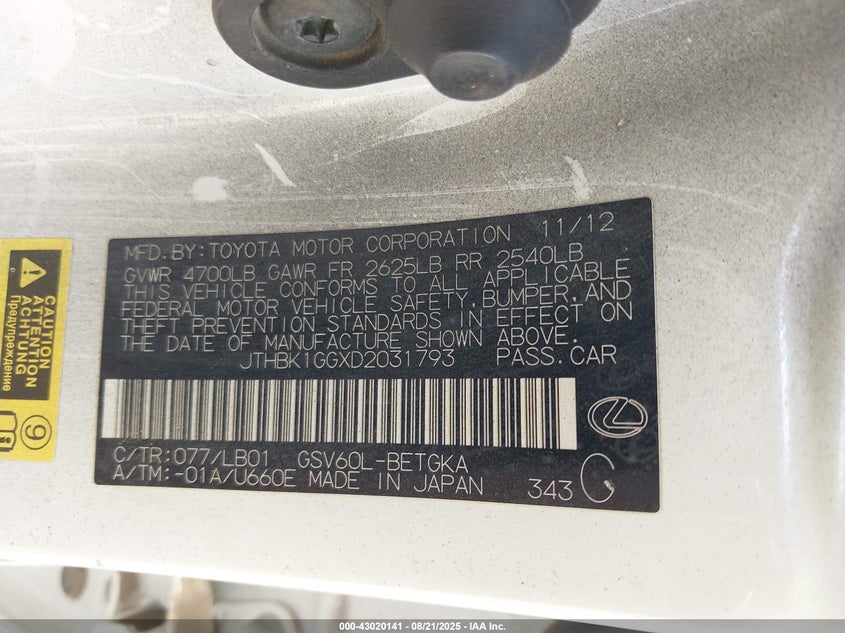 MFD.BY:TOYOTA MOTOR CORPORATION 11/12
GVWR 4700LB GAWR FR 2625LB RR 2540LB
THIS VEHICLE CONFORMS TO ALL APPLICABLE
FEDERAL MOTOR VEHICLE SAFETY, BUMPER, AND
THEFT PREVENTION STANDARDS IN EFFECT ON
THE DATE OF MANUFACTURE SHOWN ABOVE.
JTHBK1GGXD2031793 PASS.CAR
C/TR:077/LB01 GSV60L-BETGKA
A/TM:-01A/U660E MADE IN JAPAN 343 G
CAUTION
ATTENTION
ACHTUNG
Предупреждение
9
000-43020141 - 08/21/2025 - IAA Inc.